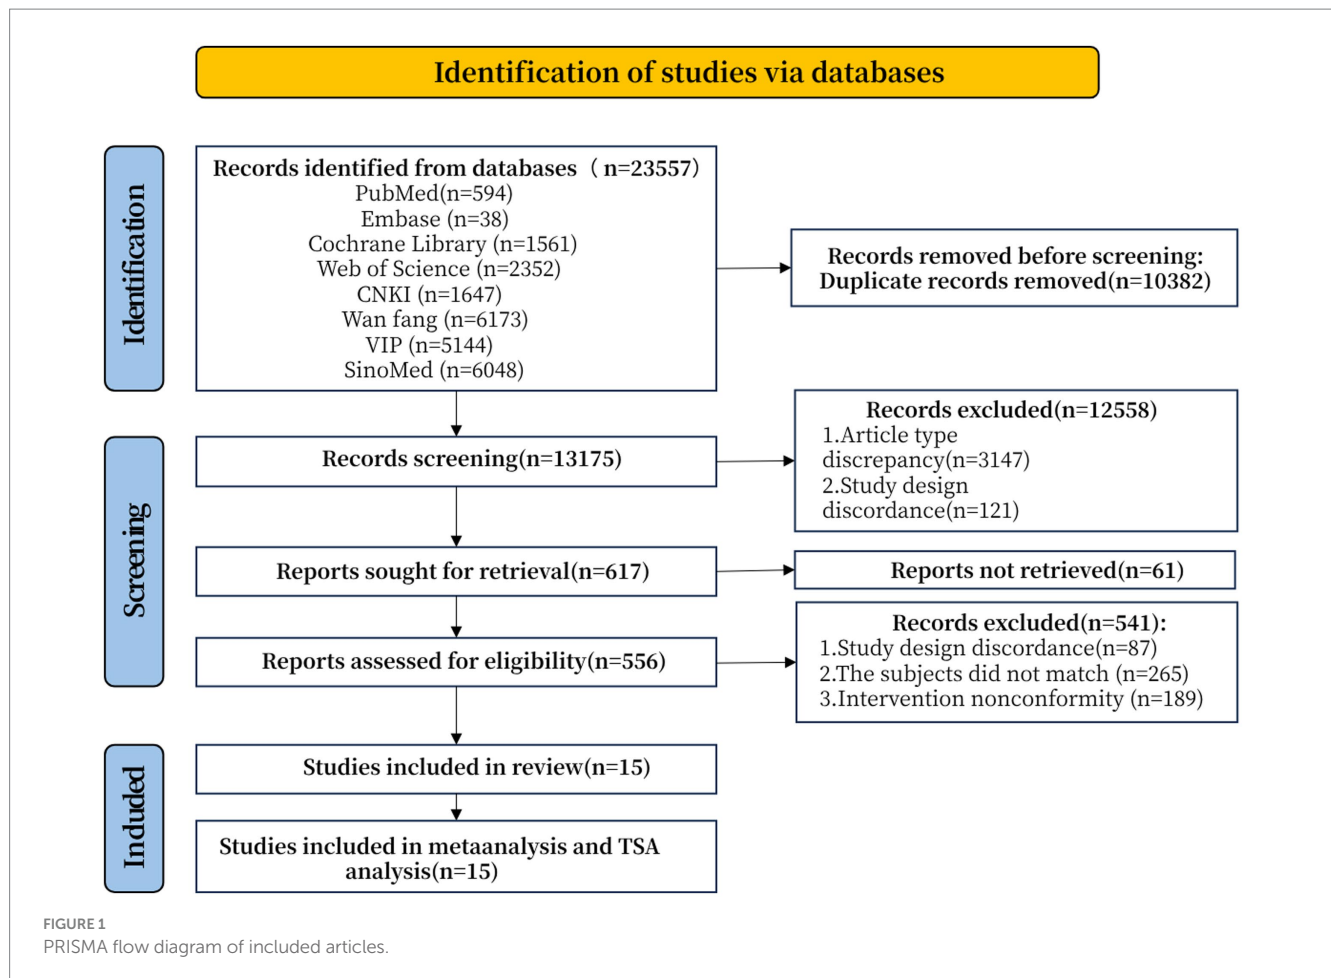 Identification of studies via databases
Identification
Records identified from databases （ n=23557)
PubMed(n=594)
Embase (n=38)
Cochrane Library (n=1561)
Web of Science (n=2352)
CNKI (n=1647)
Wan fang (n=6173)
VIP (n=5144)
SinoMed (n=6048)
Records removed before screening:
Duplicate records removed(n=10382)
Screening
Records screening(n=13175)
Records excluded(n=12558)
1.Article type
discrepancy(n=3147)
2.Study design
discordance(n=121)
Reports sought for retrieval(n=617)
Reports not retrieved(n=61)
Reports assessed for eligibility(n=556)
Records excluded(n=541):
1.Study design discordance(n=87)
2.The subjects did not match (n=265)
3.Intervention nonconformity (n=189)
Induded
Studies included in review(n=15)
Studies included in metaanalysis and TSA
analysis(n=15)
FIGURE 1
PRISMA flow diagram of included articles.